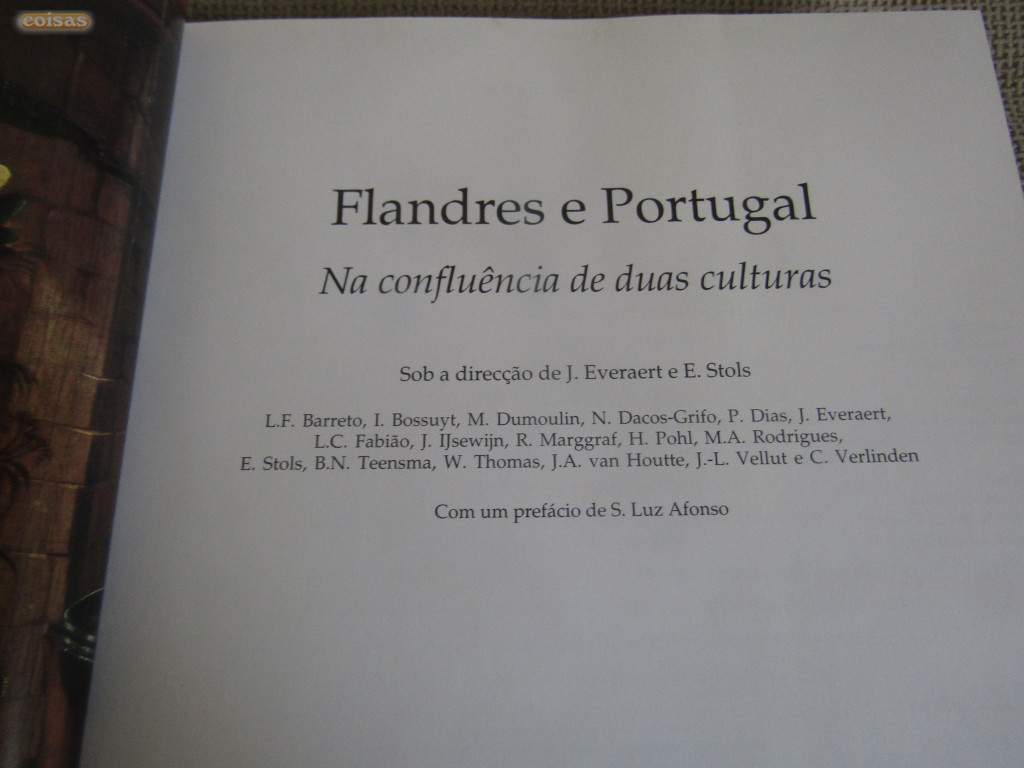 coisas
Flandres e Portugal
Na confluência de duas culturas
Sob a direcção de J. Everaert e E. Stols
L.F. Barreto, I. Bossuyt, M. Dumoulin, N. Dacos-Grifo, P. Dias, J. Everaert,
L.C. Fabião, J. IJsewijn, R. Marggraf, H. Pohl, M.A. Rodrigues,
E. Stols, B.N. Teensma, W. Thomas, J.A. van Houtte, J.-L. Vellut e C. Verlinden
Com um prefácio de S. Luz Afonso